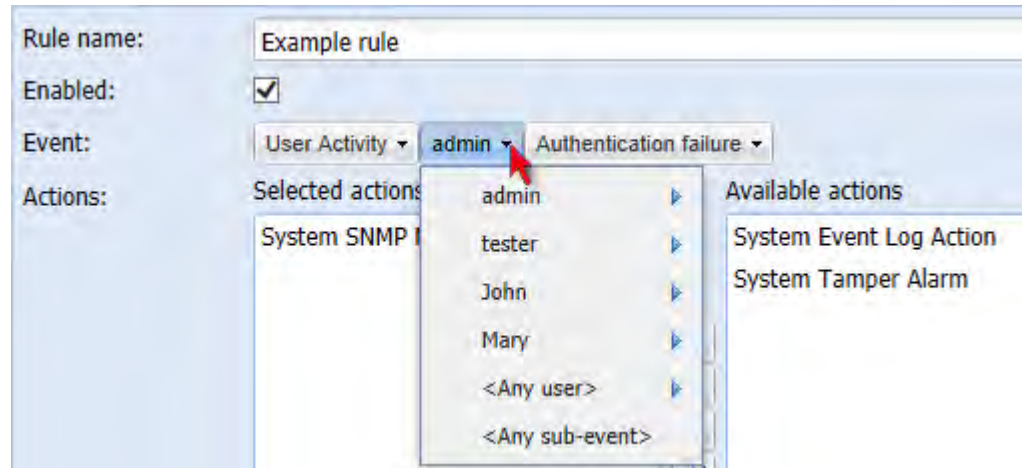 Rule name: Example rule
Enabled:
Event: User Activity admin Authentication failure
Actions: Selected actions Available actions
System SNMP
System Event Log Action
System Tamper Alarm
admin
tester
John
Mary
<Any user>
<Any sub-event>